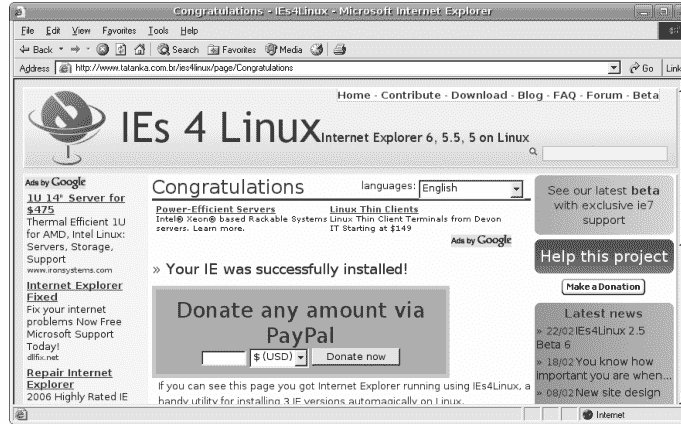 Congratulations - IEs4Linux - Microsoft Internet Explorer
File Edit View Favorites Tools Help
Back Search Favorites Media
Address http://www.tatanka.com.br/ies4linux/page/Congratulations Go Link
Home - Contribute - Download - Blog - FAQ - Forum - Beta
IEs 4 Linux Internet Explorer 6, 5.5, 5 on Linux
Ads by Google
1U 14" Server for
$475
Thermal Efficient 1U
for AMD, Intel Linux:
Servers, Storage,
Support
www.ironsystems.com
Internet Explorer
Fixed
Fix your internet
problems Now Free
Microsoft Support
Today!
dlfix.net
Repair Internet
Explorer
2006 Highly Rated IE
Congratulations languages: English
Power-Efficient Servers
Intel® Xeon® based Rackable Systems
servers. Learn more.
Linux Thin Clients
Linux Thin Client Terminals from Devon
IT Starting at $149
Ads by Google
» Your IE was successfully installed!
Donate any amount via
PayPal
$ (USD) Donate now
If you can see this page you got Internet Explorer running using IEs4Linux, a
handy utility for installing 3 IE versions automagically on Linux.
See our latest beta
with exclusive ie7
support
Help this project
Make a Donation
Latest news
» 22/02 IEs4Linux 2.5
Beta 6
» 18/02 You know how
important you are when...
» 08/02 New site design
Internet